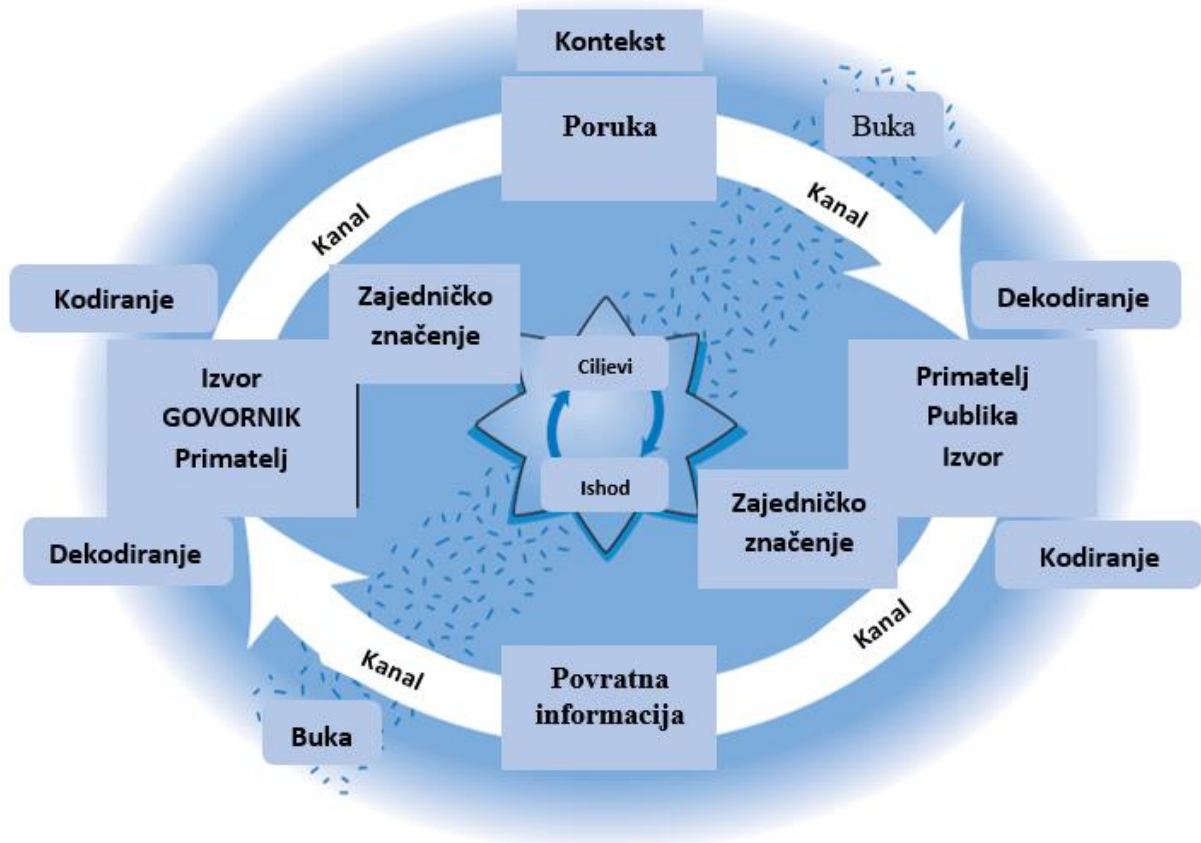 Kontekst
Poruka
Buka
Kanal
Kanal
Kodiranje
Zajedničko
značenje
Dekodiranje
Ciljevi
Izvor
GOVORNIK
Primatelj
Primatelj
Publika
Izvor
Ishod
Zajedničko
značenje
Dekodiranje
Kodiranje
Kanal
Kanal
Povratna
informacija
Buka